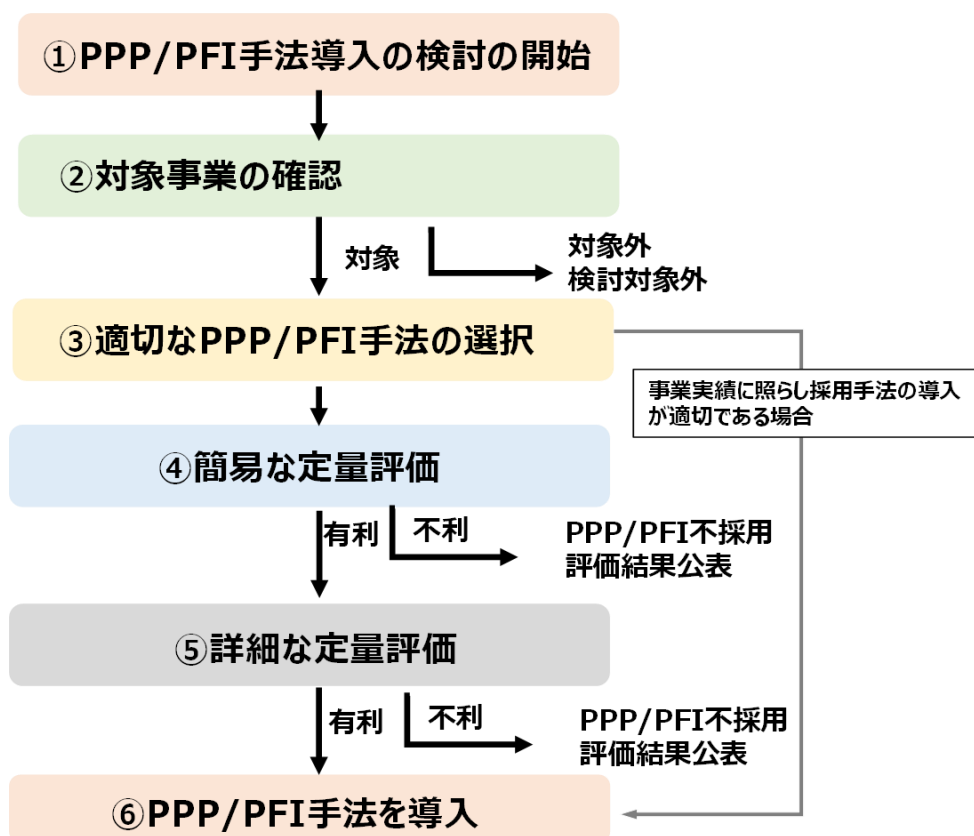 ①PPP/PFI手法導入の検討の開始
②対象事業の確認
対象
対象外
検討対象外
③適切なPPP/PFI手法の選択
事業実績に照らし採用手法の導入
が適切である場合
④簡易な定量評価
有利
不利
PPP/PFI不採用
評価結果公表
⑤詳細な定量評価
有利
不利
PPP/PFI不採用
評価結果公表
⑥PPP/PFI手法を導入